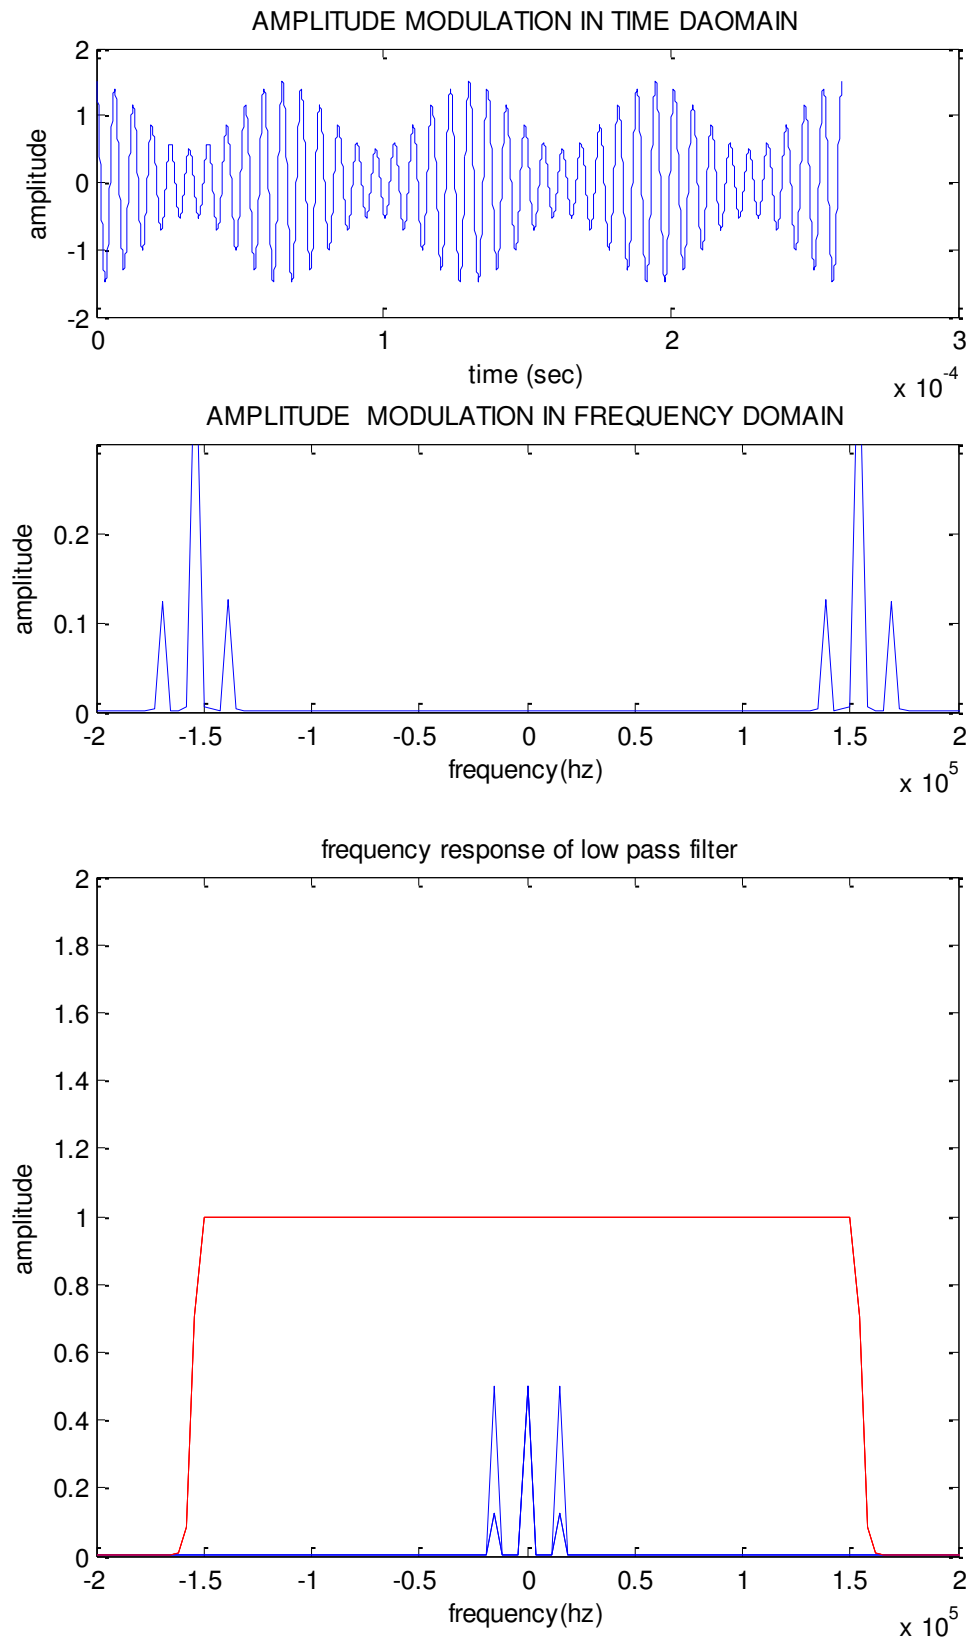 AMPLITUDE MODULATION IN TIME DAOMAIN
2
1
0
-1
-2
amplitude
0 1 2 3
time (sec)
x 10^-4
AMPLITUDE  MODULATION IN FREQUENCY DOMAIN
0.2
0.1
0
amplitude
-2 -1.5 -1 -0.5 0 0.5 1 1.5 2
frequency(hz)
x 10^5
frequency response of low pass filter
2
1.8
1.6
1.4
1.2
1
0.8
0.6
0.4
0.2
0
amplitude
-2 -1.5 -1 -0.5 0 0.5 1 1.5 2
frequency(hz)
x 10^5